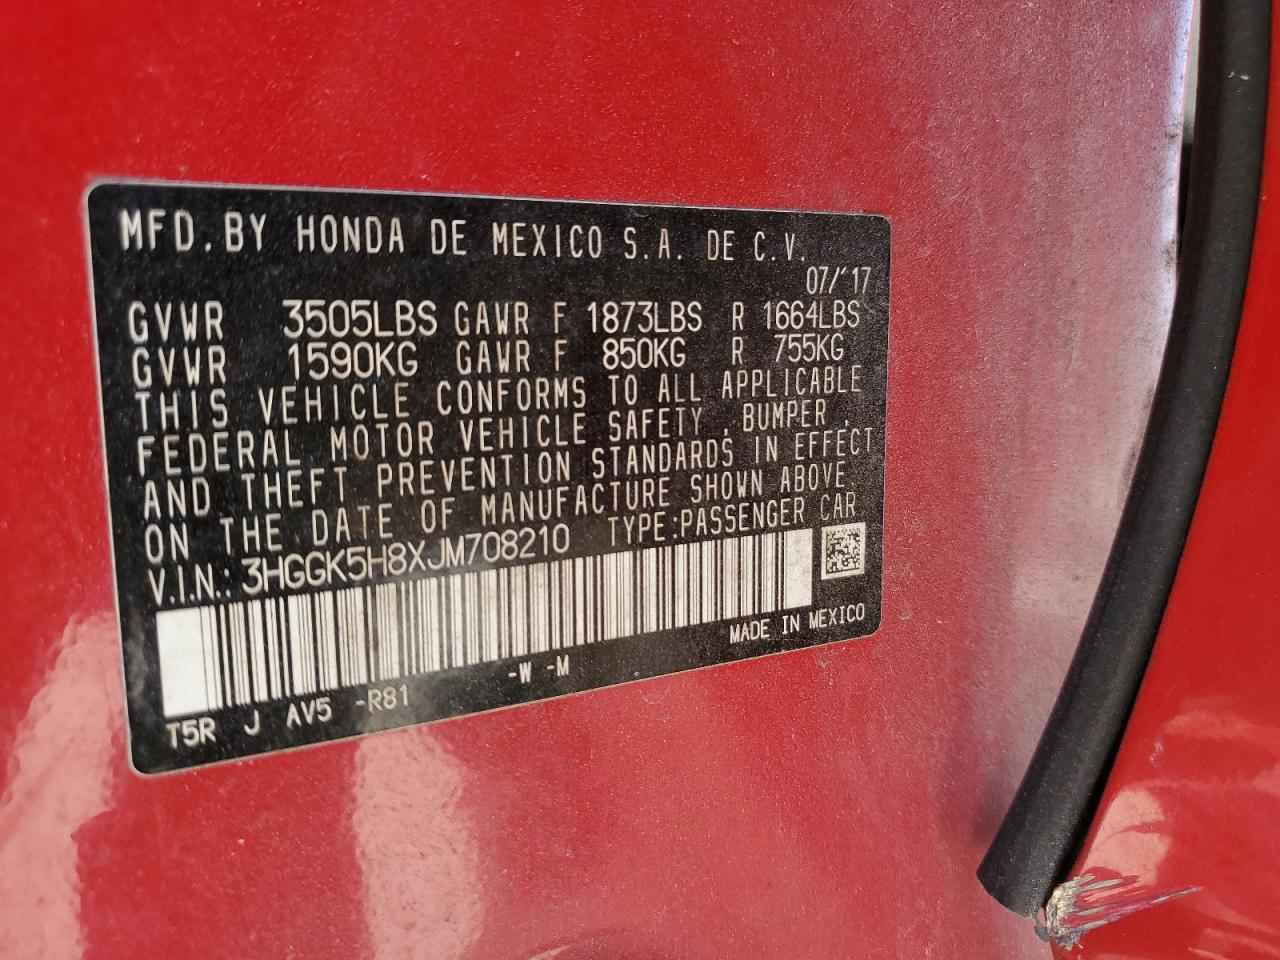 MFD.BY HONDA DE MEXICO S.A. DE C.V.
07/'17
GVWR 3505LBS GAWR F 1873LBS R 1664LBS
GVWR 1590KG GAWR F 850KG R 755KG
THIS VEHICLE CONFORMS TO ALL APPLICABLE
FEDERAL MOTOR VEHICLE SAFETY, BUMPER,
AND THEFT PREVENTION STANDARDS IN EFFECT
ON THE DATE OF MANUFACTURE SHOWN ABOVE
V.I.N.: 3HGGK5H8XJM708210 TYPE:PASSENGER CAR
MADE IN MEXICO
T5R J AV5 -R81 -W -M